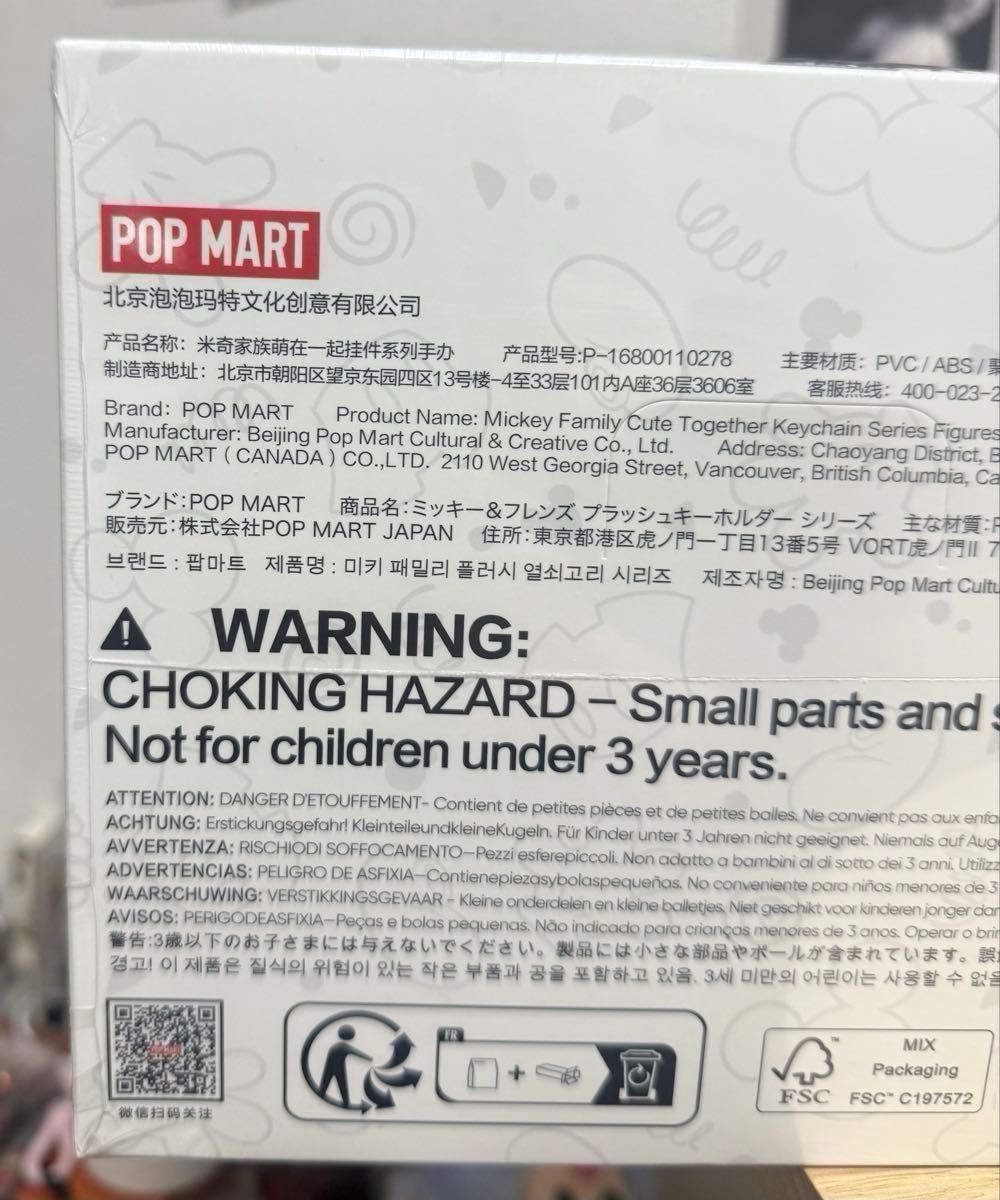 POP MART
北京泡泡玛特文化创意有限公司
产品名称：米奇家族萌在一起挂件系列手办 产品型号:P-16800110278 主要材质：PVC / ABS /
制造商地址：北京市朝阳区望京东园四区13号楼-4至33层101内A座36层3606室 客服热线：400-023-2
Brand: POP MART Product Name: Mickey Family Cute Together Keychain Series Figures
Manufacturer: Beijing Pop Mart Cultural & Creative Co., Ltd. Address: Chaoyang District,
POP MART ( CANADA ) CO.,LTD. 2110 West Georgia Street, Vancouver, British Columbia, Ca
ブランド:POP MART 商品名:ミッキー＆フレンズ プラッシュキーホルダー シリーズ 主な材質:
販売元:株式会社POP MART JAPAN 住所:東京都港区虎ノ門一丁目13番5号 VORT虎ノ門II 7
브랜드 : 팝마트 제품명 : 미키 패밀리 플러시 열쇠고리 시리즈 제조자명 : Beijing Pop Mart Cultu
WARNING:
CHOKING HAZARD – Small parts and
Not for children under 3 years.
ATTENTION: DANGER D'ETOUFFEMENT- Contient de petites pièces et de petites balles. Ne convient pas aux enfa
ACHTUNG: Erstickungsgefahr! KleinteileundkleineKugeln. Für Kinder unter 3 Jahren nicht geeignet. Niemals auf Aug
AVVERTENZA: RISCHIODI SOFFOCAMENTO–Pezzi esferepiccoli. Non adatto a bambini al di sotto dei 3 anni. Utilizz
ADVERTENCIAS: PELIGRO DE ASFIXIA–Contienepiezasybolaspequeñas. No conveniente para niños menores de 3
WAARSCHUWING: VERSTIKKINGSGEVAAR - Kleine onderdelen en kleine balletjes. Niet geschikt voor kinderen jonger dan
AVISOS: PERIGODEASFIXIA–Peças e bolas pequenas. Não indicado para crianças menores de 3 anos. Operar o brin
警告:3歳以下のお子さまには与えないでください。製品には小さな部品やボールが含まれています。誤
경고! 이 제품은 질식의 위험이 있는 작은 부품과 공을 포함하고 있음. 3세 미만의 어린이는 사용할 수 없음
POP MART
微信扫码关注
FR
+
FSC
™
MIX
Packaging
FSC™ C197572